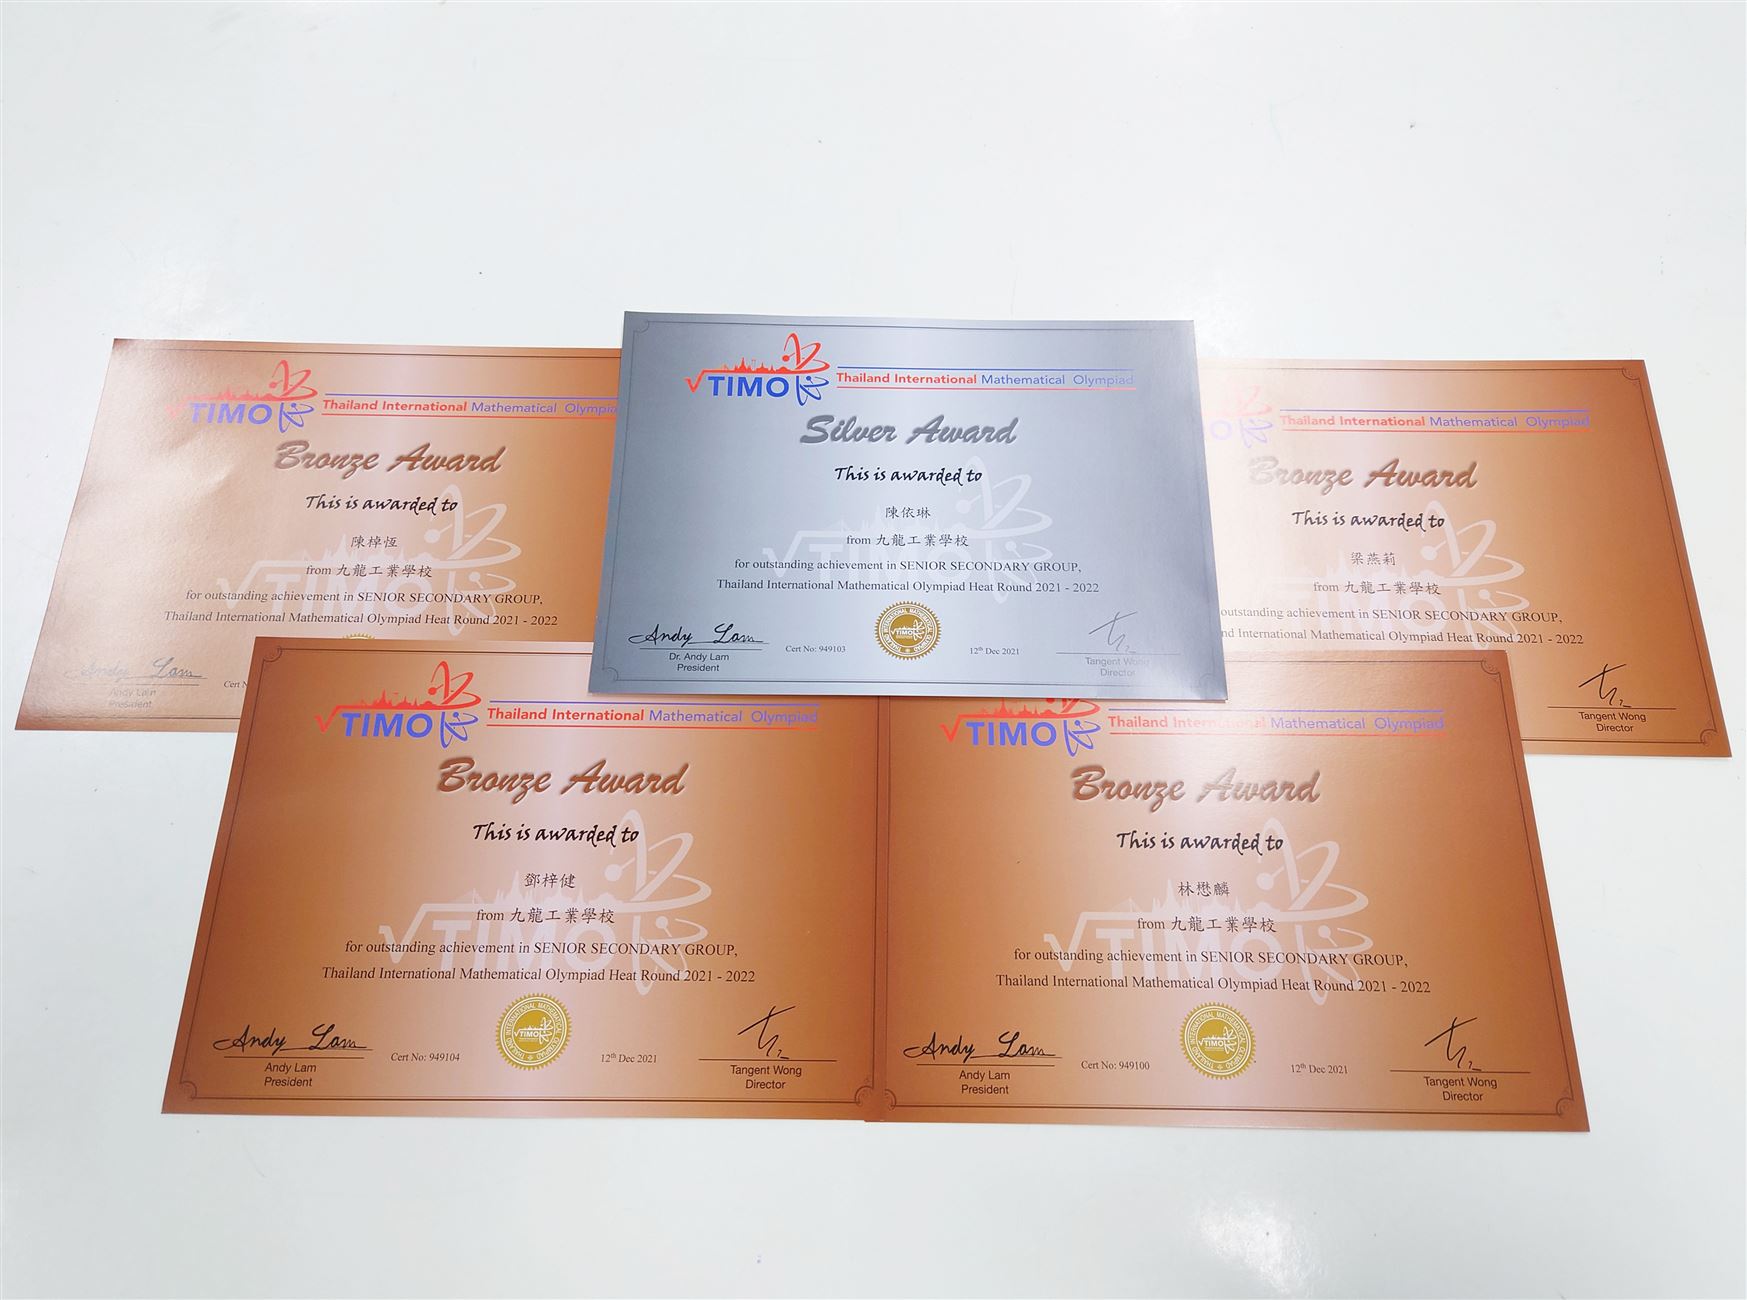 TIMO Thailand International Mathematical Olympia
Bronze Award
This is awarded to
陳棹恆
from 九龍工業學校
for outstanding achievement in SENIOR SECONDARY GROUP,
Thailand International Mathematical Olympiad Heat Round 2021 - 2022
Andy Lam
Andy Lam
President
Cert N
TIMO Thailand International Mathematical Olympiad
Silver Award
This is awarded to
陳依琳
from 九龍工業學校
for outstanding achievement in SENIOR SECONDARY GROUP,
Thailand International Mathematical Olympiad Heat Round 2021 - 2022
Andy Lam
Dr. Andy Lam
President
Cert No: 949103
12th Dec 2021
Tangent Wong
Director
Thailand International Mathematical Olympiad
Bronze Award
This is awarded to
梁燕莉
from 九龍工業學校
outstanding achievement in SENIOR SECONDARY GROUP,
nd International Mathematical Olympiad Heat Round 2021 - 2022
Tangent Wong
Director
TIMO Thailand International Mathematical Olympiad
Bronze Award
This is awarded to
鄧梓健
from 九龍工業學校
for outstanding achievement in SENIOR SECONDARY GROUP,
Thailand International Mathematical Olympiad Heat Round 2021 - 2022
Andy Lam
Andy Lam
President
Cert No: 949104
12th Dec 2021
Tangent Wong
Director
TIMO Thailand International Mathematical Olympiad
Bronze Award
This is awarded to
林懋麟
from 九龍工業學校
for outstanding achievement in SENIOR SECONDARY GROUP,
Thailand International Mathematical Olympiad Heat Round 2021 - 2022
Andy Lam
Andy Lam
President
Cert No: 949100
12th Dec 2021
Tangent Wong
Director